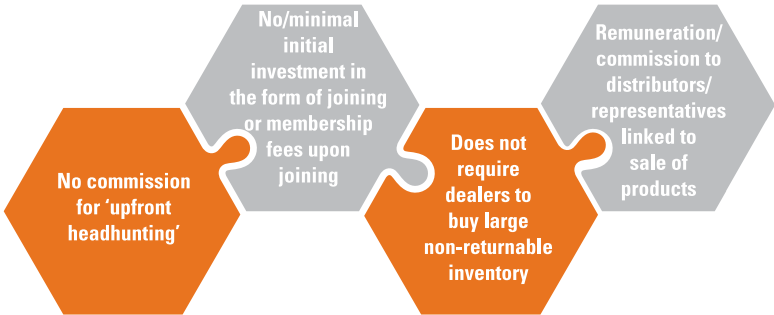 No commission
for ‘upfront
headhunting’
No/minimal
initial
investment in
the form of joining
or membership
fees upon
joining
Does not
require
dealers to
buy large
non-returnable
inventory
Remuneration/
commission to
distributors/
representatives
linked to
sale of
products